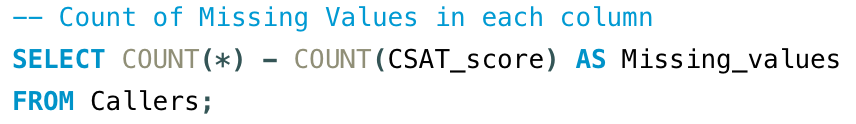 -- Count of Missing Values in each column
SELECT COUNT(*) - COUNT(CSAT_score) AS Missing_values
FROM Callers;